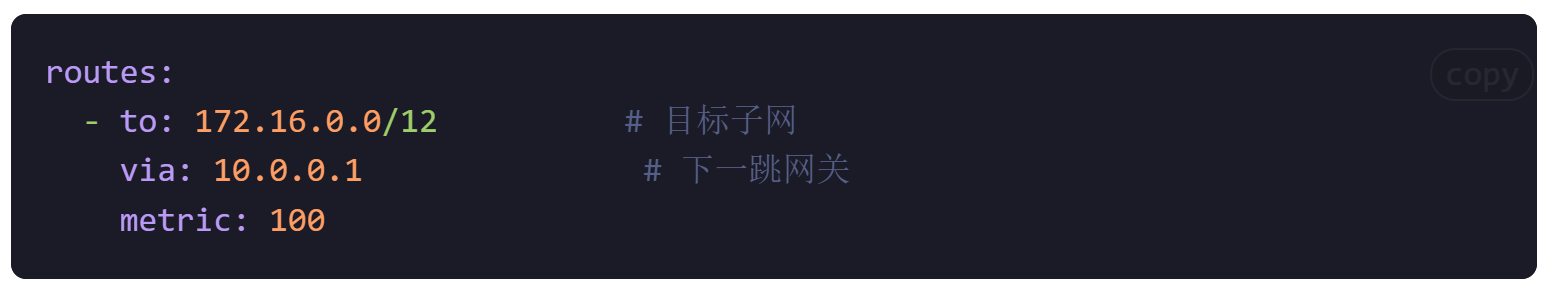 routes:
copy
  - to: 172.16.0.0/12          # 目标子网
    via: 10.0.0.1               # 下一跳网关
    metric: 100